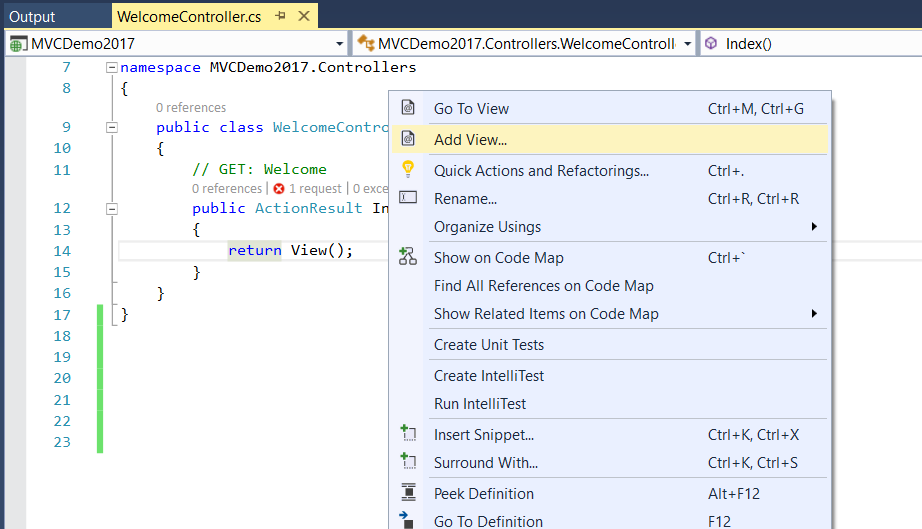 Output WelcomeController.cs
MVCDemo2017 MVCDemo2017.Controllers.WelcomeControll Index()
7 namespace MVCDemo2017.Controllers
8 {
0 references
9 public class WelcomeContro
10 {
11 // GET: Welcome
0 references | 1 request | 0 exce
12 public ActionResult In
13 {
14 return View();
15 }
16 }
17 }
18
19
20
21
22
23
Go To View Ctrl+M, Ctrl+G
Add View...
Quick Actions and Refactorings... Ctrl+.
Rename... Ctrl+R, Ctrl+R
Organize Usings
Show on Code Map Ctrl+`
Find All References on Code Map
Show Related Items on Code Map
Create Unit Tests
Create IntelliTest
Run IntelliTest
Insert Snippet... Ctrl+K, Ctrl+X
Surround With... Ctrl+K, Ctrl+S
Peek Definition Alt+F12
Go To Definition F12